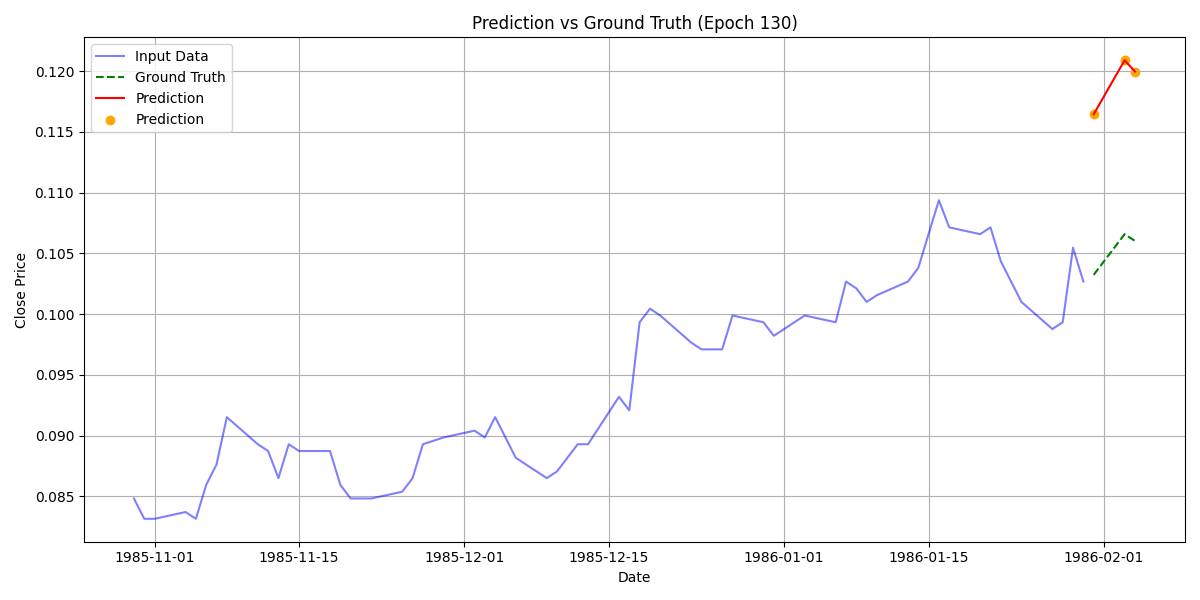 Prediction vs Ground Truth (Epoch 130)
Input Data
Ground Truth
Prediction
Prediction
Close Price
0.120
0.115
0.110
0.105
0.100
0.095
0.090
0.085
1985-11-01
1985-11-15
1985-12-01
1985-12-15
1986-01-01
1986-01-15
1986-02-01
Date